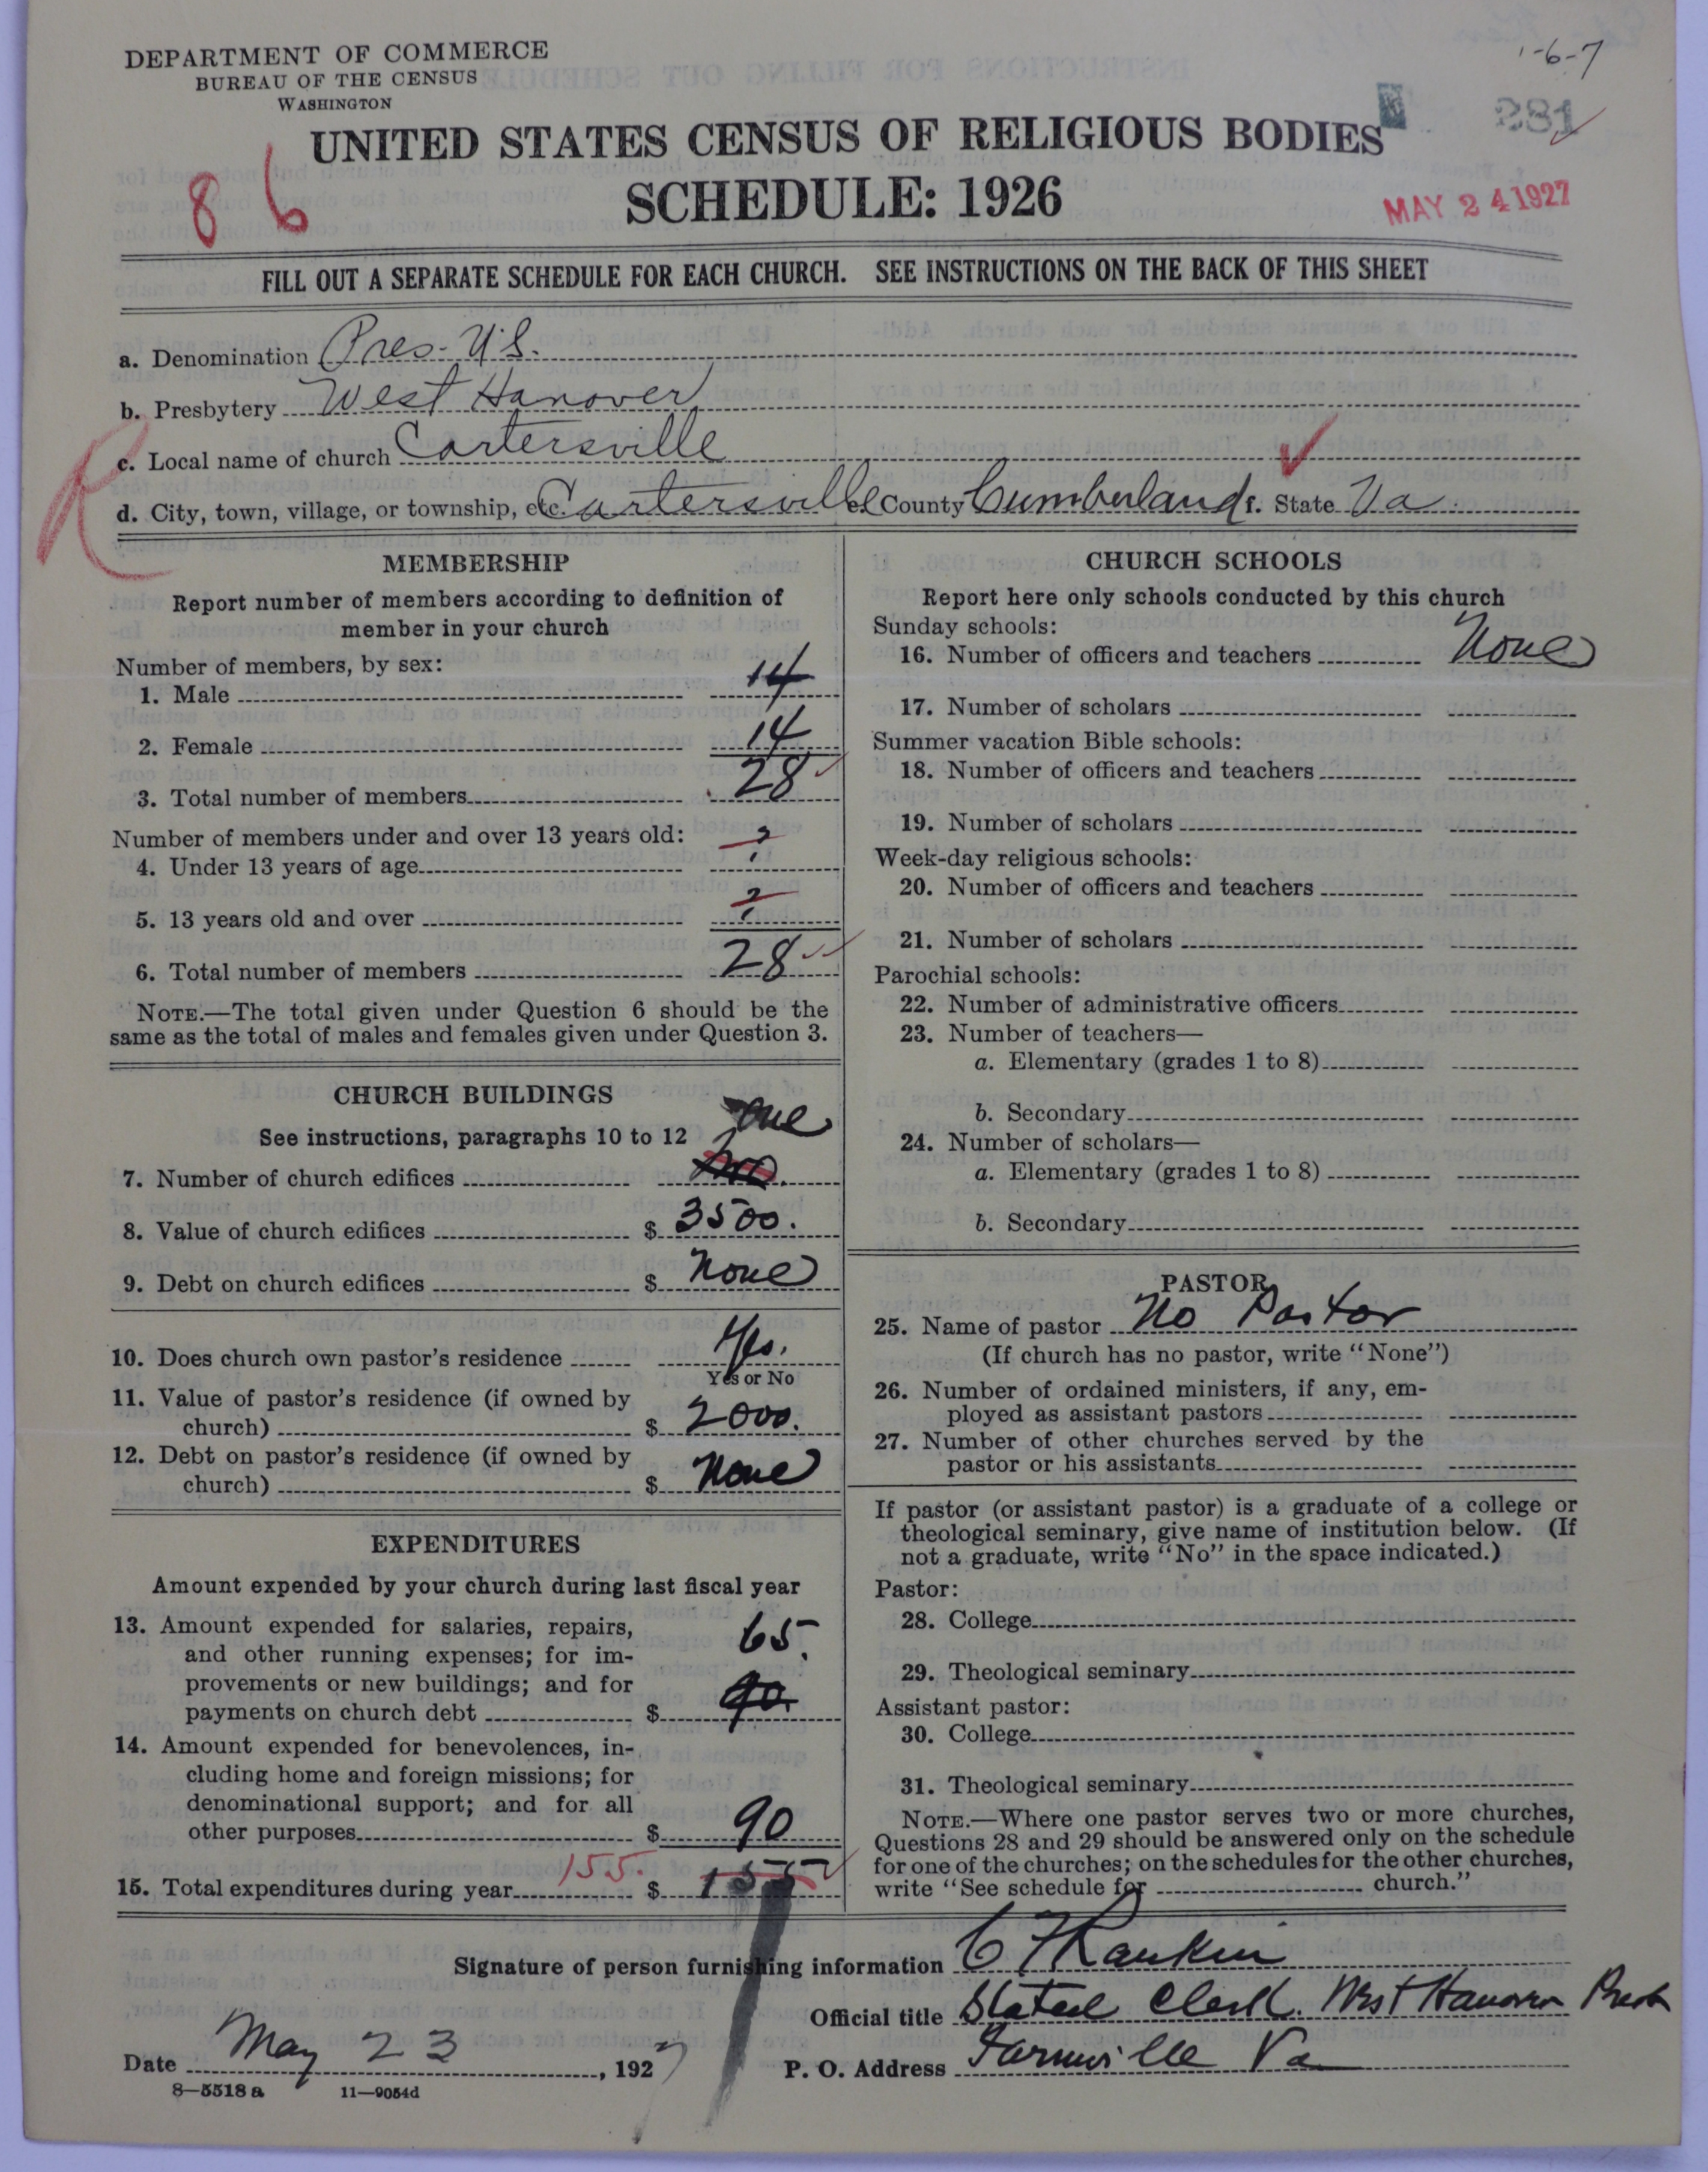 DEPARTMENT OF COMMERCE
BUREAU OF THE CENSUS
WASHINGTON
-6-7
281
UNITED STATES CENSUS OF RELIGIOUS BODIES
SCHEDULE: 1926
86
MAY 24 1927
FILL OUT A SEPARATE SCHEDULE FOR EACH CHURCH. SEE INSTRUCTIONS ON THE BACK OF THIS SHEET
a. Denomination Pres. U.S.
b. Presbytery West Hanover
R
c. Local name of church Cartersville
d. City, town, village, or township, etc. Cartersville e. County Cumberland f. State Va.
MEMBERSHIP
Report number of members according to definition of
member in your church
Number of members, by sex:
1. Male 14
2. Female 14
3. Total number of members 28
Number of members under and over 13 years old:
4. Under 13 years of age ?
5. 13 years old and over ?
6. Total number of members 28
NOTE.—The total given under Question 6 should be the
same as the total of males and females given under Question 3.
CHURCH BUILDINGS
See instructions, paragraphs 10 to 12
one
7. Number of church edifices
8. Value of church edifices $ 3500.
9. Debt on church edifices $ None
10. Does church own pastor's residence Yes.
Yes or No
11. Value of pastor's residence (if owned by
church) $ 2000.
12. Debt on pastor's residence (if owned by
church) $ None
EXPENDITURES
Amount expended by your church during last fiscal year
13. Amount expended for salaries, repairs,
and other running expenses; for im-
provements or new buildings; and for
payments on church debt $ 65. 90.
14. Amount expended for benevolences, in-
cluding home and foreign missions; for
denominational support; and for all
other purposes $ 90
15. Total expenditures during year 155. $ 155
CHURCH SCHOOLS
Report here only schools conducted by this church
Sunday schools:
16. Number of officers and teachers None
17. Number of scholars
Summer vacation Bible schools:
18. Number of officers and teachers
19. Number of scholars
Week-day religious schools:
20. Number of officers and teachers
21. Number of scholars
Parochial schools:
22. Number of administrative officers
23. Number of teachers—
a. Elementary (grades 1 to 8)
b. Secondary
24. Number of scholars—
a. Elementary (grades 1 to 8)
b. Secondary
PASTOR
25. Name of pastor No Pastor
(If church has no pastor, write "None")
26. Number of ordained ministers, if any, em-
ployed as assistant pastors
27. Number of other churches served by the
pastor or his assistants
If pastor (or assistant pastor) is a graduate of a college or
theological seminary, give name of institution below. (If
not a graduate, write "No" in the space indicated.)
Pastor:
28. College
29. Theological seminary
Assistant pastor:
30. College
31. Theological seminary
NOTE.—Where one pastor serves two or more churches,
Questions 28 and 29 should be answered only on the schedule
for one of the churches; on the schedules for the other churches,
write "See schedule for church."
Signature of person furnishing information C F Rankin
Official title Stated Clerk. West Hanover Presb
Date May 23, 1927
P. O. Address Farmville Va
8—5518 a 11—9054d